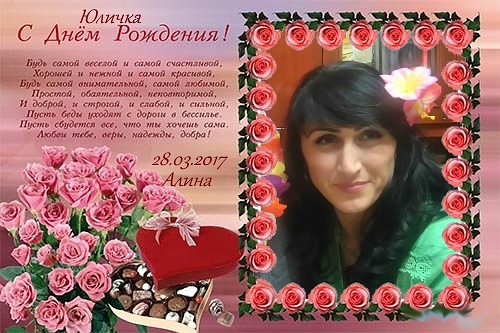 Юличка
С Днём Рождения!
Будь самой веселой и самой счастливой,
Хорошей и нежной и самой красивой,
Будь самой внимательной, самой любимой,
Простой, обаятельной, неповторимой,
И доброй, и строгой, и слабой, и сильной,
Пусть беды уходят с дороги в бессилье.
Пусть сбудется все, что ты хочешь сама.
Любви тебе, веры, надежды, добра!
28.03.2017
Алина